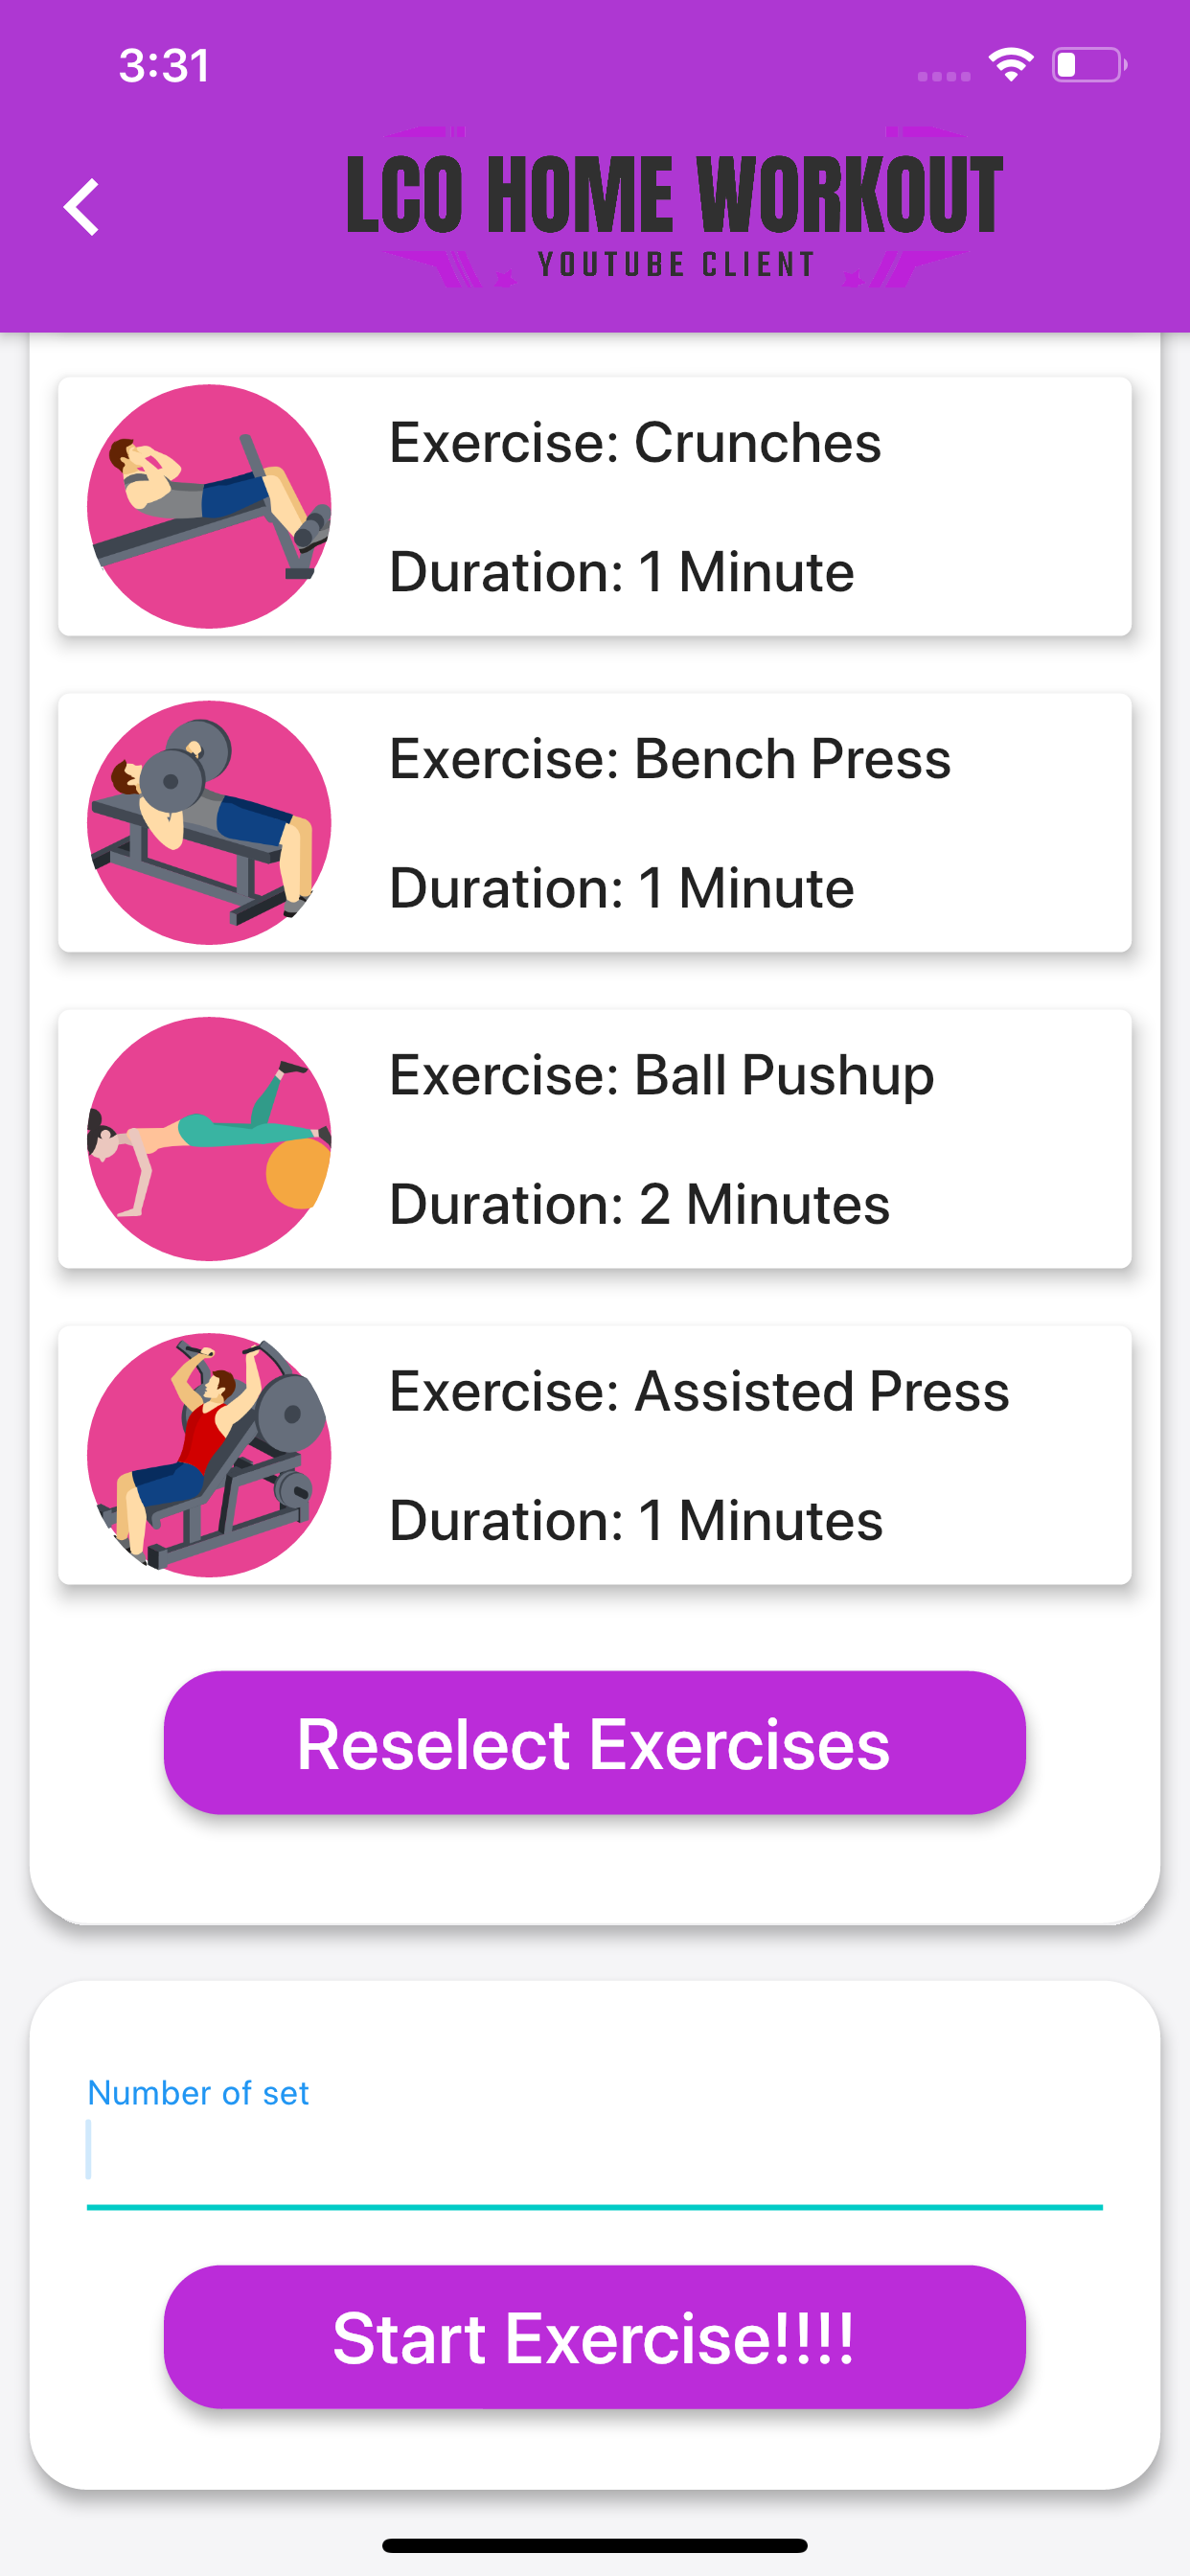 3:31
LCO HOME WORKOUT
YOUTUBE CLIENT
Exercise: Crunches
Duration: 1 Minute
Exercise: Bench Press
Duration: 1 Minute
Exercise: Ball Pushup
Duration: 2 Minutes
Exercise: Assisted Press
Duration: 1 Minutes
Reselect Exercises
Number of set
Start Exercise!!!!